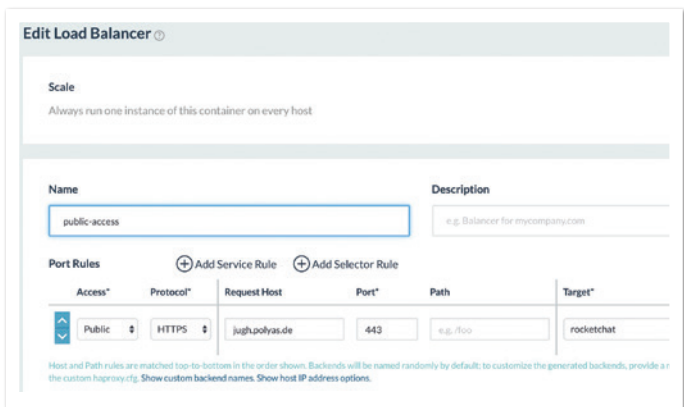 Edit Load Balancer
Scale
Always run one instance of this container on every host
Name
Description
public-access
e.g. Balancer for mycompany.com
Port Rules
Add Service Rule
Add Selector Rule
Access*
Protocol*
Request Host
Port*
Path
Target*
Public
HTTPS
jugh.polyas.de
443
e.g. /foo
rocketchat
Host and Path rules are matched top-to-bottom in the order shown. Backends will be named randomly by default; to customize the generated backends, provide a
the custom haproxy.cfg. Show custom backend names. Show host IP address options.